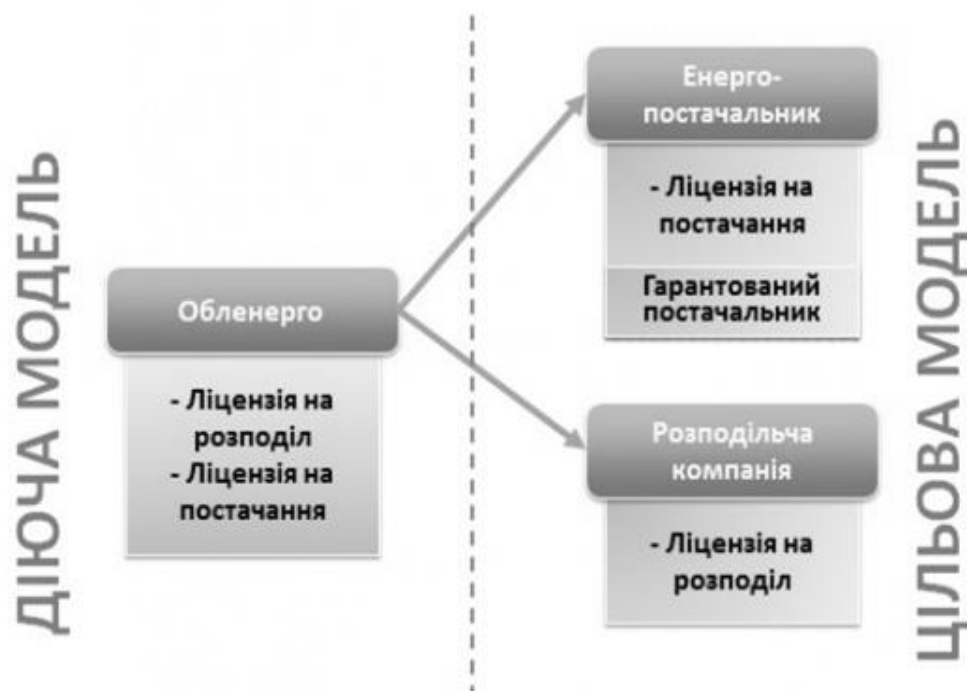 ДІЮЧА МОДЕЛЬ
Обленерго
- Ліцензія на
розподіл
- Ліцензія на
постачання
Енерго-
постачальник
- Ліцензія на
постачання
Гарантований
постачальник
Розподільча
компанія
- Ліцензія на
розподіл
ЦІЛЬОВА МОДЕЛЬ